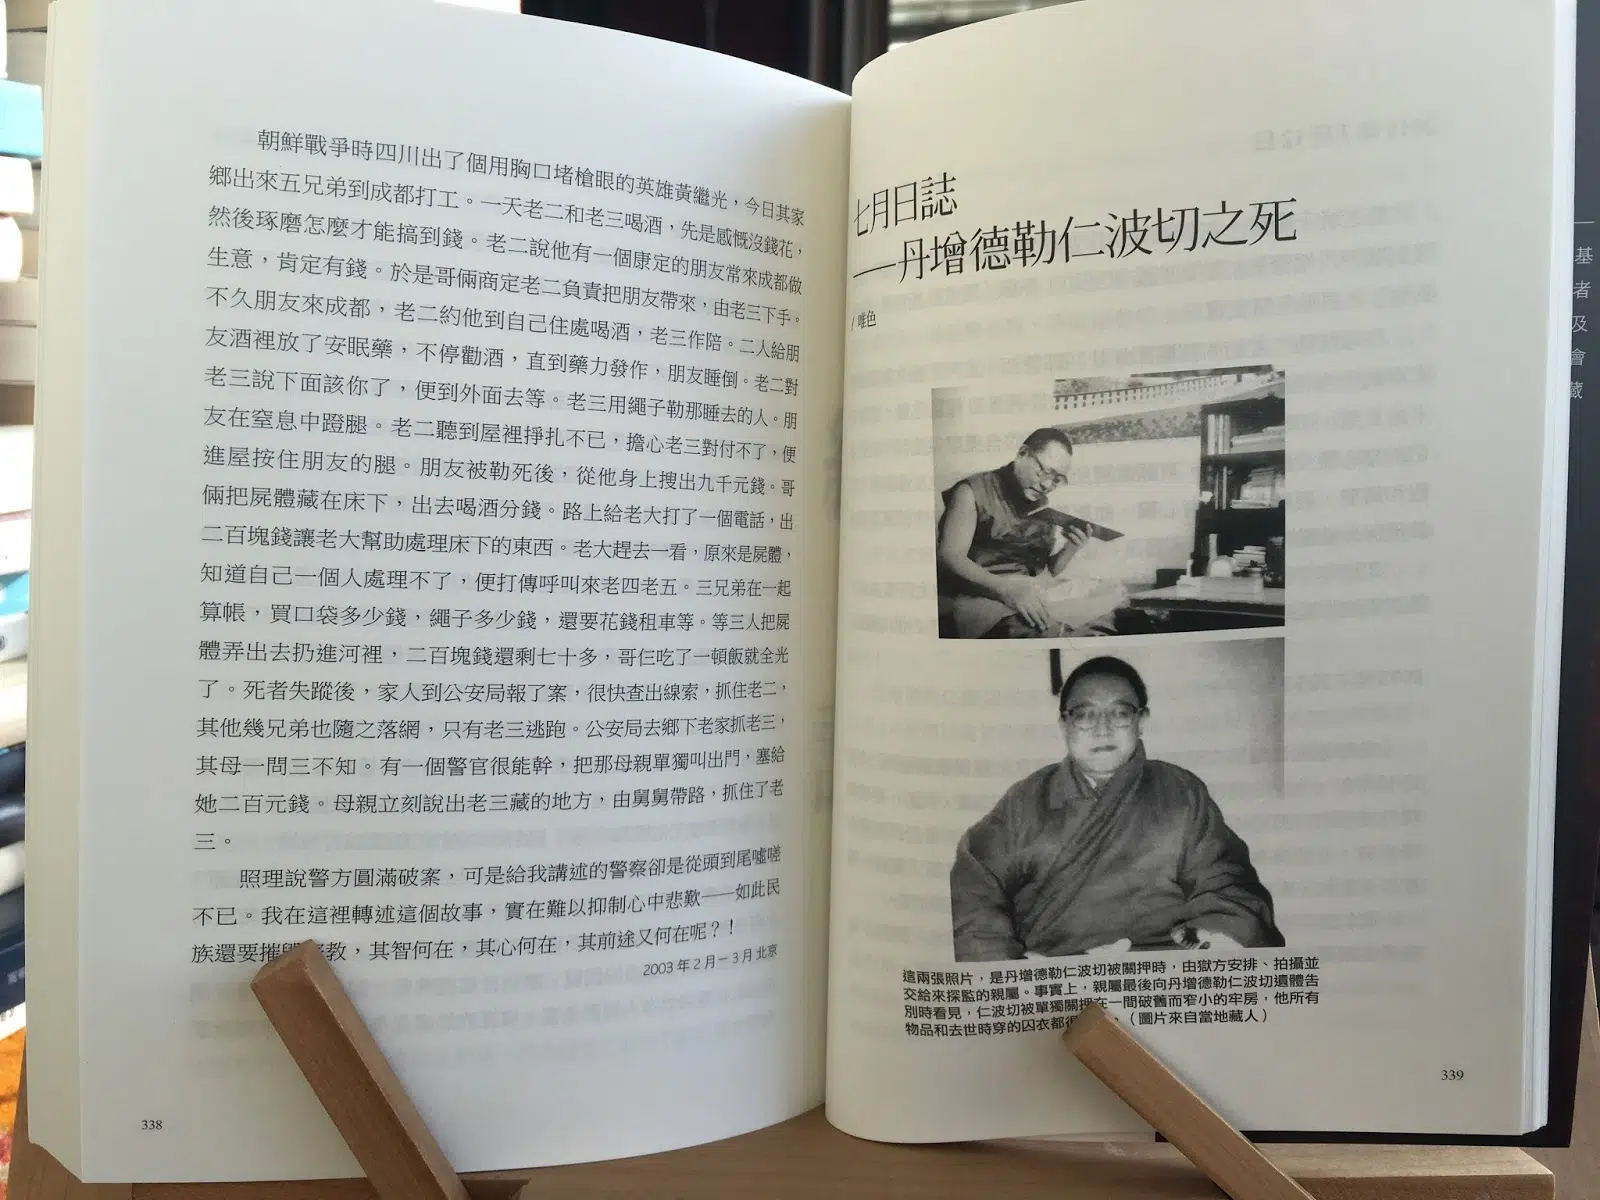 朝鮮戰爭時四川出了個用胸口堵槍眼的英雄黃繼光，今日其家
鄉出來五兄弟到成都打工。一天老二和老三喝酒，先是感慨沒錢花，
然後琢磨怎麼才能搞到錢。老二說他有一個康定的朋友常來成都做
生意，肯定有錢。於是哥倆商定老二負責把朋友帶來，由老三下手。
不久朋友來成都，老二約他到自己住處喝酒，老三作陪。二人給朋
友酒裡放了安眠藥，不停勸酒，直到藥力發作，朋友睡倒。老二對
老三說下面該你了，便到外面去等。老三用繩子勒那睡去的人。朋
友在窒息中蹬腿。老二聽到屋裡掙扎不已，擔心老三對付不了，便
進屋按住朋友的腿。朋友被勒死後，從他身上搜出九千元錢。哥
倆把屍體藏在床下，出去喝酒分錢。路上給老大打了一個電話，出
二百塊錢讓老大幫助處理床下的東西。老大趕去一看，原來是屍體，
知道自己一個人處理不了，便打傳呼叫來老四老五。三兄弟在一起
算帳，買口袋多少錢，繩子多少錢，還要花錢租車等。等三人把屍
體弄出去扔進河裡，二百塊錢還剩七十多，哥仨吃了一頓飯就全光
了。死者失蹤後，家人到公安局報了案，很快查出線索，抓住老二，
其他幾兄弟也隨之落網，只有老三逃跑。公安局去鄉下老家抓老三，
其母一問三不知。有一個警官很能幹，把那母親單獨叫出門，塞給
她二百元錢。母親立刻說出老三藏的地方，由舅舅帶路，抓住了老
三。
照理說警方圓滿破案，可是給我講述的警察卻是從頭到尾噓嗟
不已。我在這裡轉述這個故事，實在難以抑制心中悲歎——如此民
族還要摧教，其智何在，其心何在，其前途又何在呢？！
2003 年 2 月－ 3 月 北京
338
七月日誌
——丹增德勒仁波切之死
/ 唯色
這兩張照片，是丹增德勒仁波切被關押時，由獄方安排、拍攝並
交給來探監的親屬。事實上，親屬最後向丹增德勒仁波切遺體告
別時看見，仁波切被單獨關押在一間破舊而窄小的牢房，他所有
物品和去世時穿的囚衣都很。（圖片來自當地藏人）
339
基
者
及
會
藏